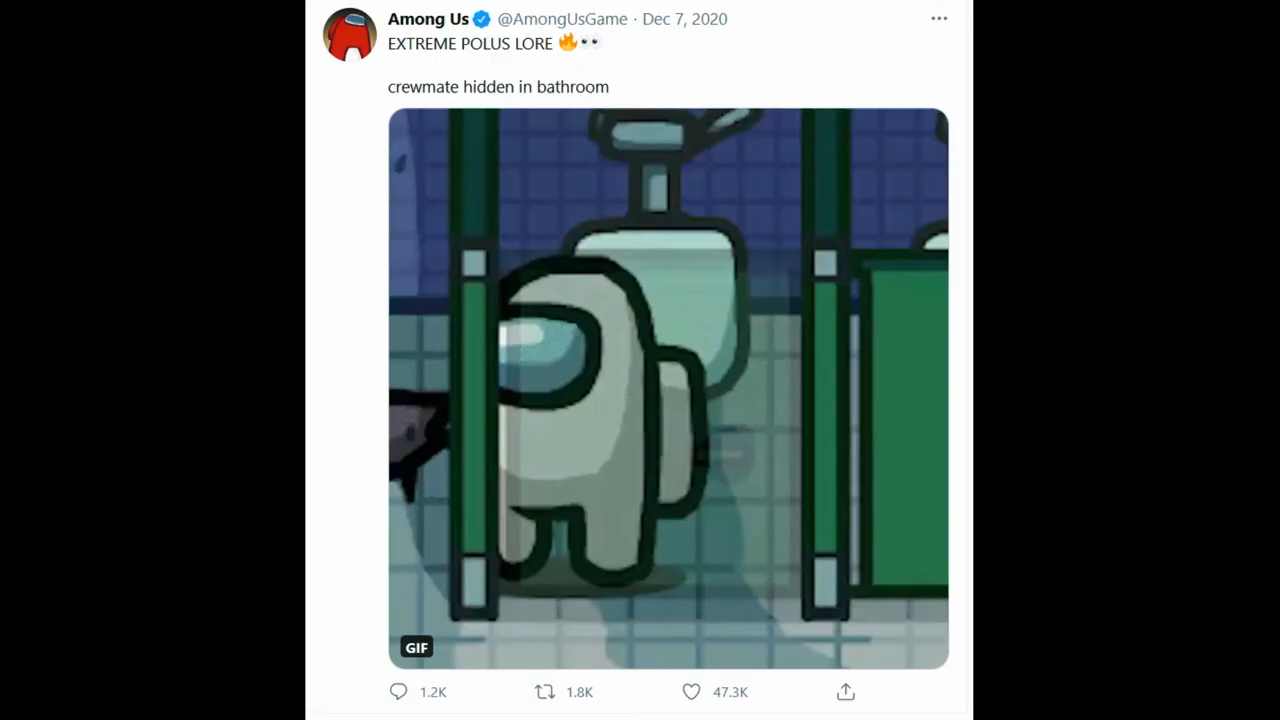 Among Us @AmongUsGame · Dec 7, 2020
EXTREME POLUS LORE 🔥👀
crewmate hidden in bathroom
GIF
1.2K 1.8K 47.3K